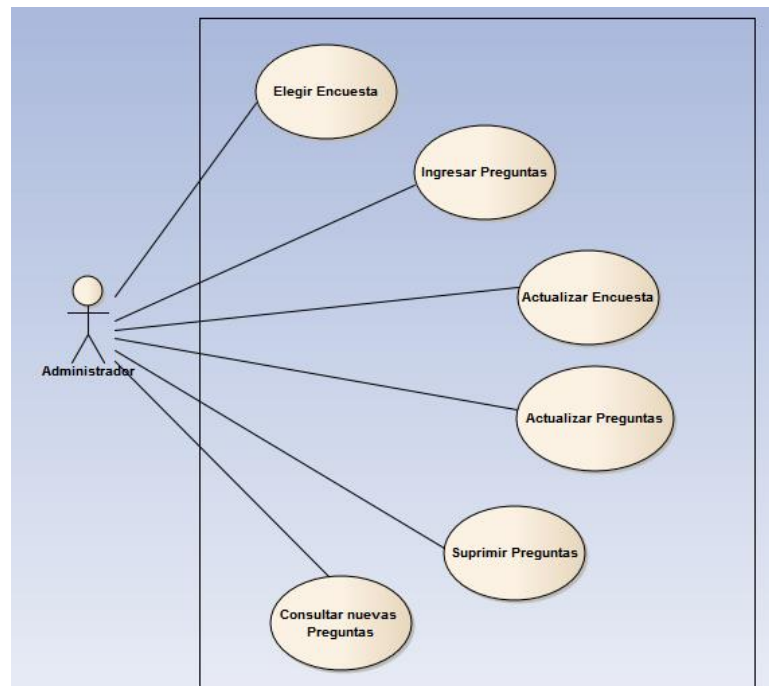 Elegir Encuesta
Ingresar Preguntas
Actualizar Encuesta
Administrador
Actualizar Preguntas
Suprimir Preguntas
Consultar nuevas
Preguntas